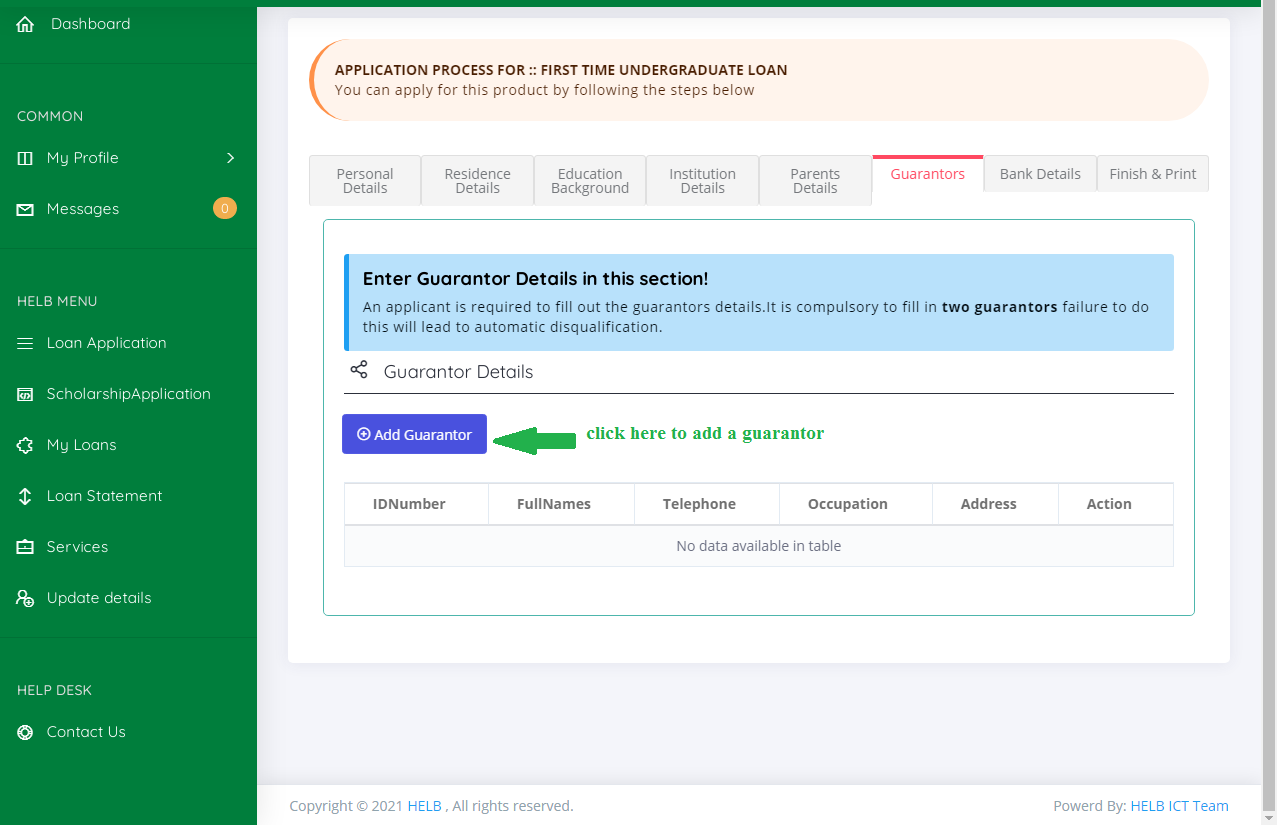 Dashboard
COMMON
My Profile
Messages
0
HELB MENU
Loan Application
ScholarshipApplication
My Loans
Loan Statement
Services
Update details
HELP DESK
Contact Us
APPLICATION PROCESS FOR :: FIRST TIME UNDERGRADUATE LOAN
You can apply for this product by following the steps below
Personal
Details
Residence
Details
Education
Background
Institution
Details
Parents
Details
Guarantors
Bank Details
Finish & Print
Enter Guarantor Details in this section!
An applicant is required to fill out the guarantors details.It is compulsory to fill in two guarantors failure to do
this will lead to automatic disqualification.
Guarantor Details
Add Guarantor
click here to add a guarantor
IDNumber FullNames Telephone Occupation Address Action
No data available in table
Copyright © 2021 HELB , All rights reserved.
Powerd By: HELB ICT Team